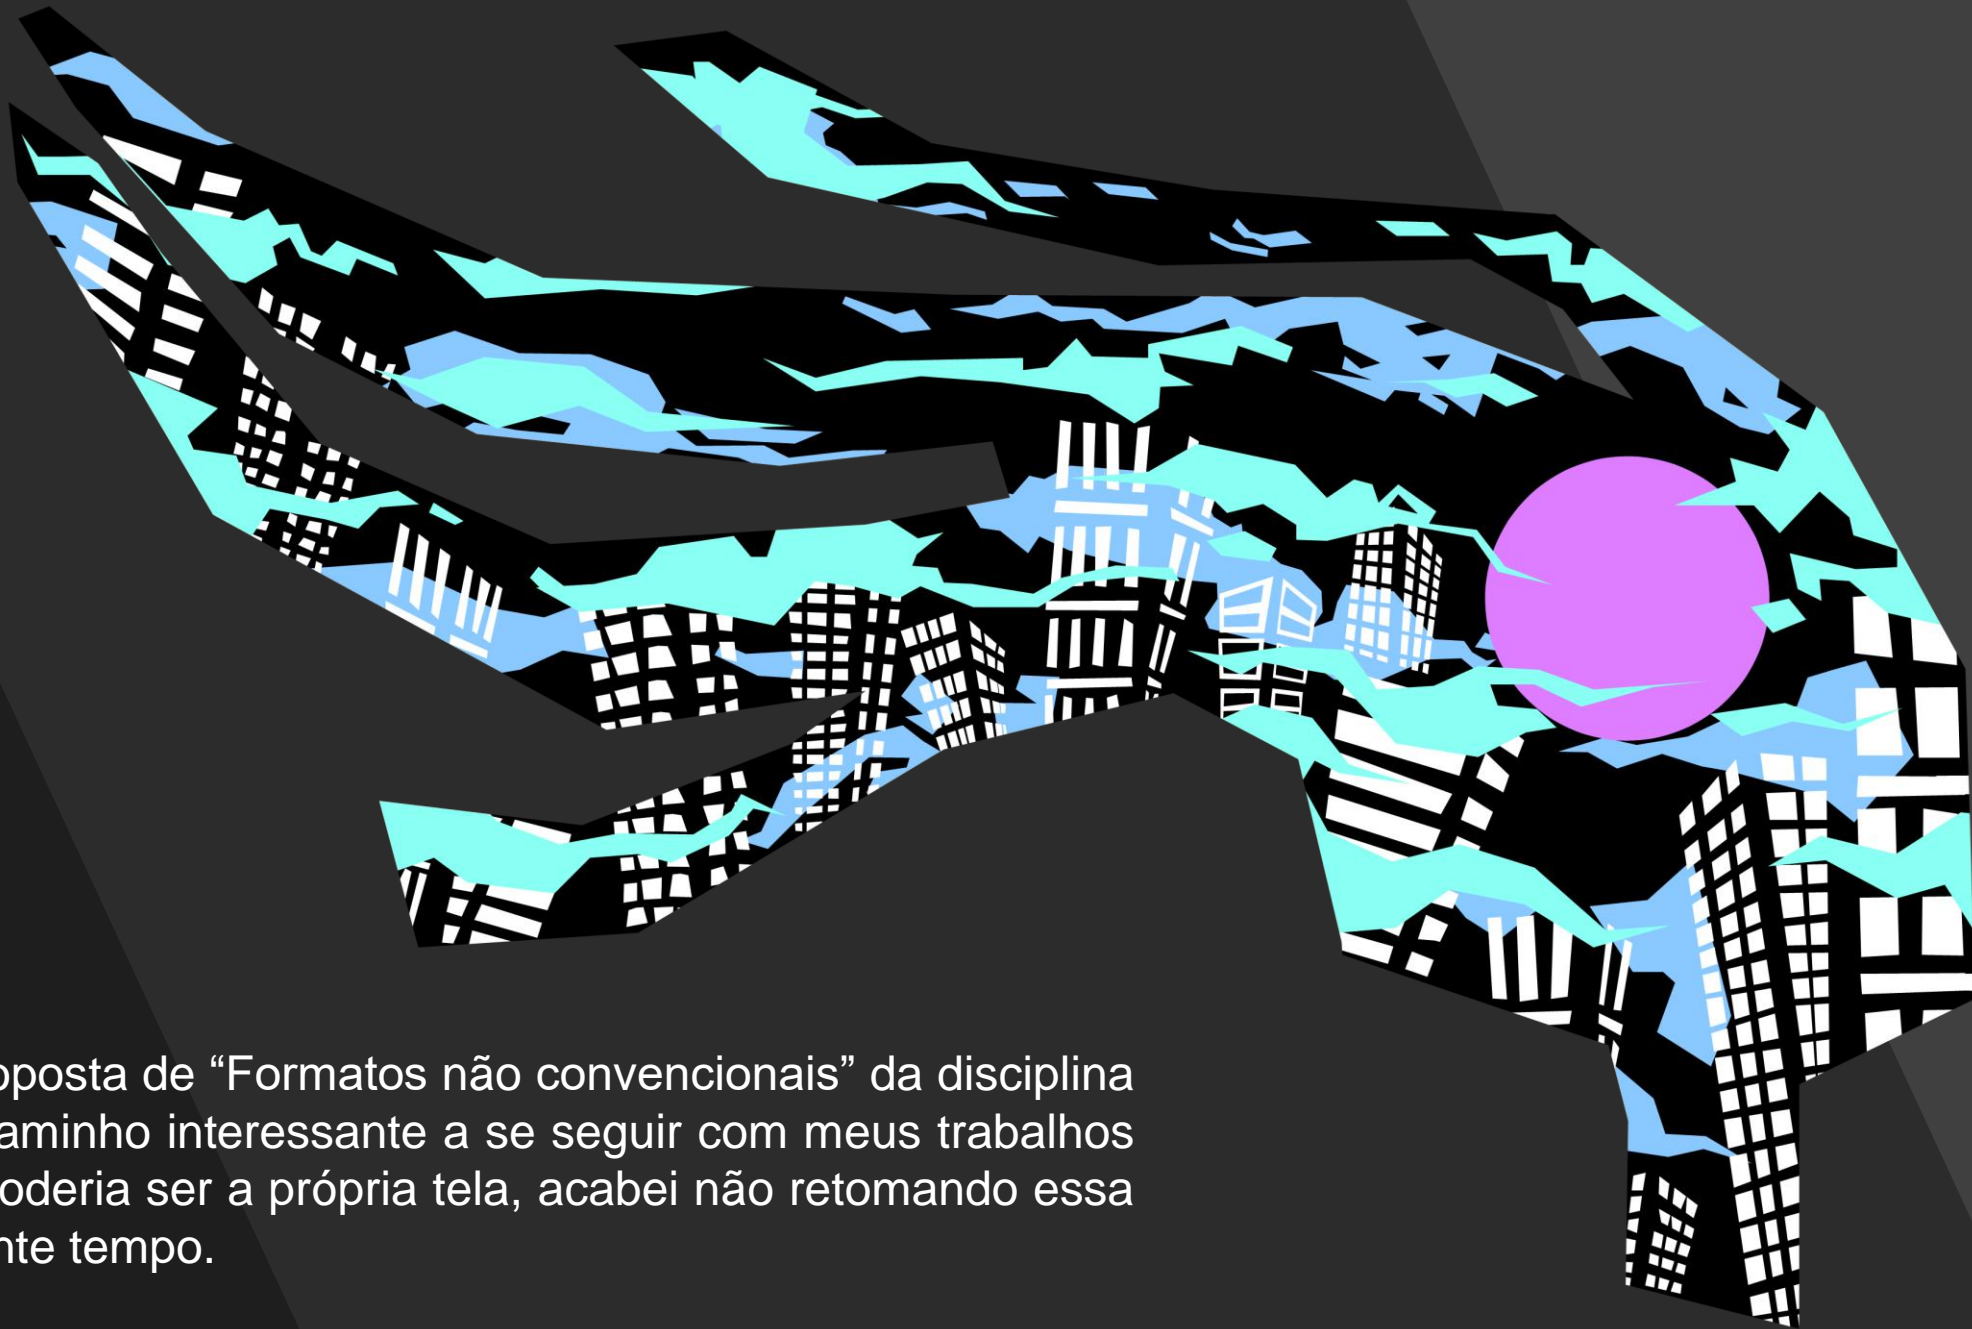 posta de “Formatos não convencionais” da disciplina
aminho interessante a se seguir com meus trabalhos
oderia ser a própria tela, acabei não retomando essa
nte tempo.